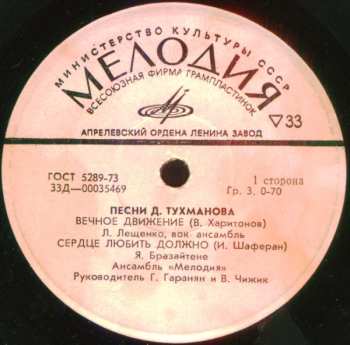 МИНИСТЕРСТВО КУЛЬТУРЫ СССР
МЕЛОДИЯ
ВСЕСОЮЗНАЯ ФИРМА ГРАМПЛАСТИНОК
▽33
АПРЕЛЕВСКИЙ ОРДЕНА ЛЕНИНА ЗАВОД
ГОСТ 5289-73
33Д—00035469
1 сторона
Гр. 3. 0-70
ПЕСНИ Д. ТУХМАНОВА
ВЕЧНОЕ ДВИЖЕНИЕ (В. Харитонов)
Л. Лещенко, вок ансамбль
СЕРДЦЕ ЛЮБИТЬ ДОЛЖНО (И. Шаферан)
Я. Бразайтене
Ансамбль «Мелодия»
Руководитель Г. Гаранян и В. Чижик